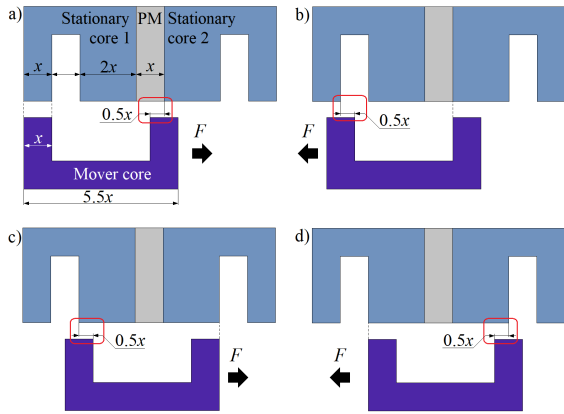 a)
Stationary
core 1
PM
Stationary
core 2
x
2x
x
0.5x
x
F
Mover core
5.5x
b)
0.5x
F
c)
0.5x
F
d)
0.5x
F